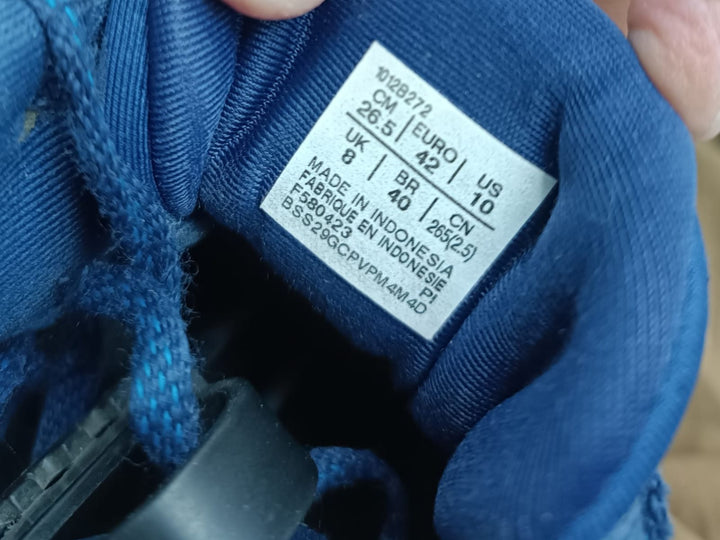 1012B272
CM | EURO | US
26.5 | 42 | 10
UK | BR | CN
8 | 40 | 265(2.5)
MADE IN INDONESIA
FABRIQUE EN INDONESIE
F580423 PI
BSS29GCPVPM4M4D